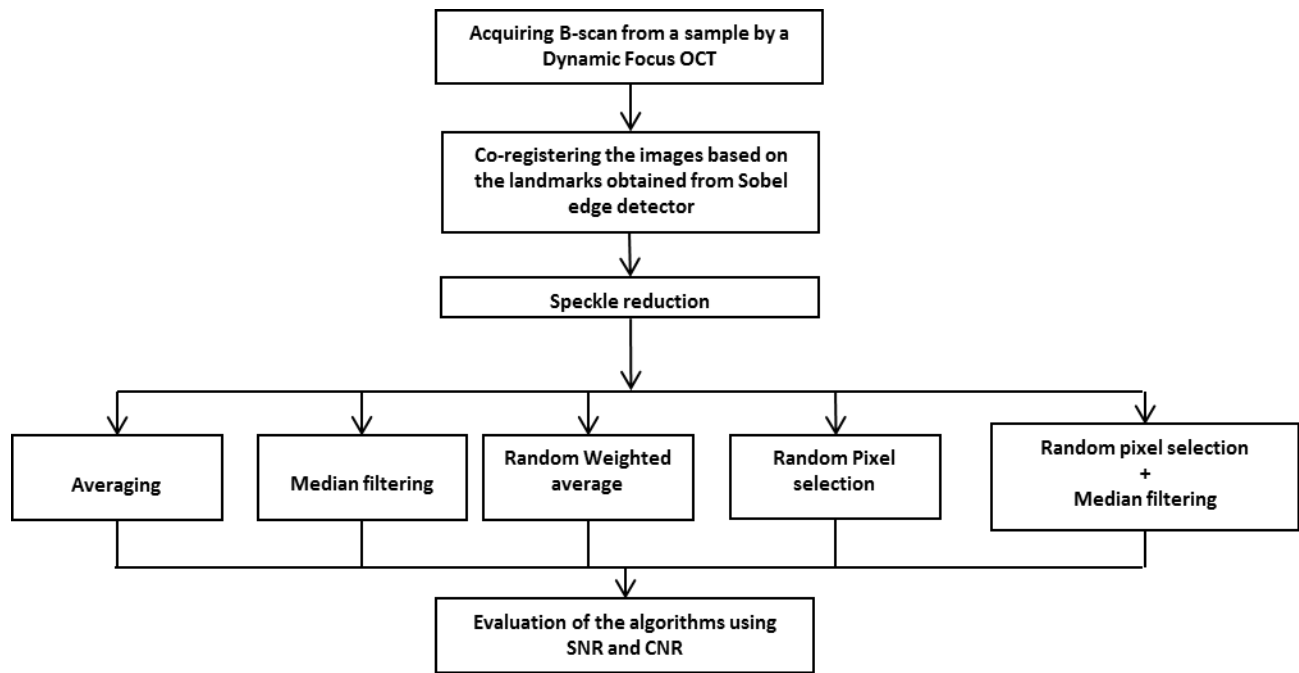 Acquiring B-scan from a sample by a
Dynamic Focus OCT
Co-registering the images based on
the landmarks obtained from Sobel
edge detector
Speckle reduction
Averaging
Median filtering
Random Weighted
average
Random Pixel
selection
Random pixel selection
+
Median filtering
Evaluation of the algorithms using
SNR and CNR